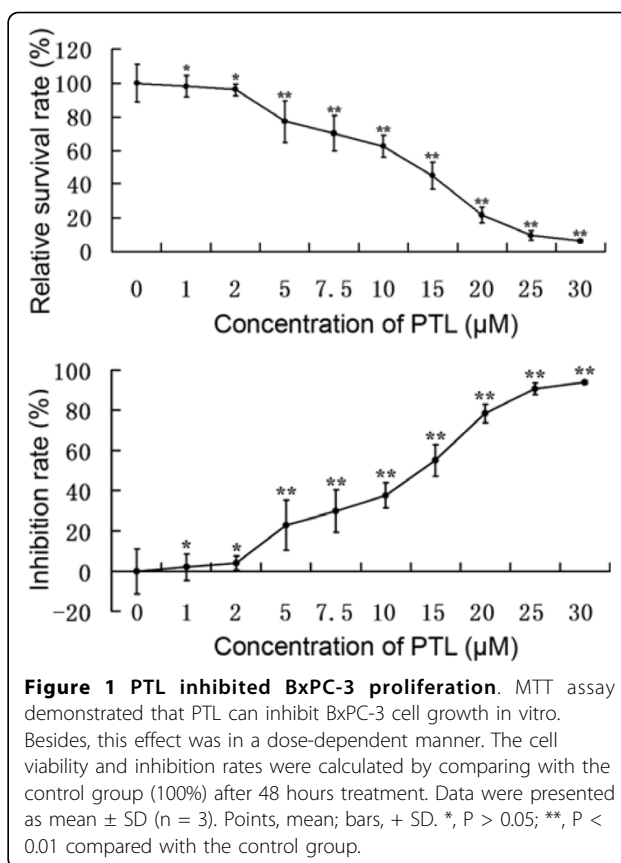 120
100
80
60
40
20
0
Relative survival rate (%)
* * ** ** ** ** ** ** **
0 1 2 5 7.5 10 15 20 25 30
Concentration of PTL (µM)
100
80
60
40
20
0
-20
Inhibition rate (%)
* * ** ** ** ** ** ** **
0 1 2 5 7.5 10 15 20 25 30
Concentration of PTL (µM)
Figure 1 PTL inhibited BxPC-3 proliferation. MTT assay
demonstrated that PTL can inhibit BxPC-3 cell growth in vitro.
Besides, this effect was in a dose-dependent manner. The cell
viability and inhibition rates were calculated by comparing with the
control group (100%) after 48 hours treatment. Data were presented
as mean ± SD (n = 3). Points, mean; bars, + SD. *, P > 0.05; **, P <
0.01 compared with the control group.